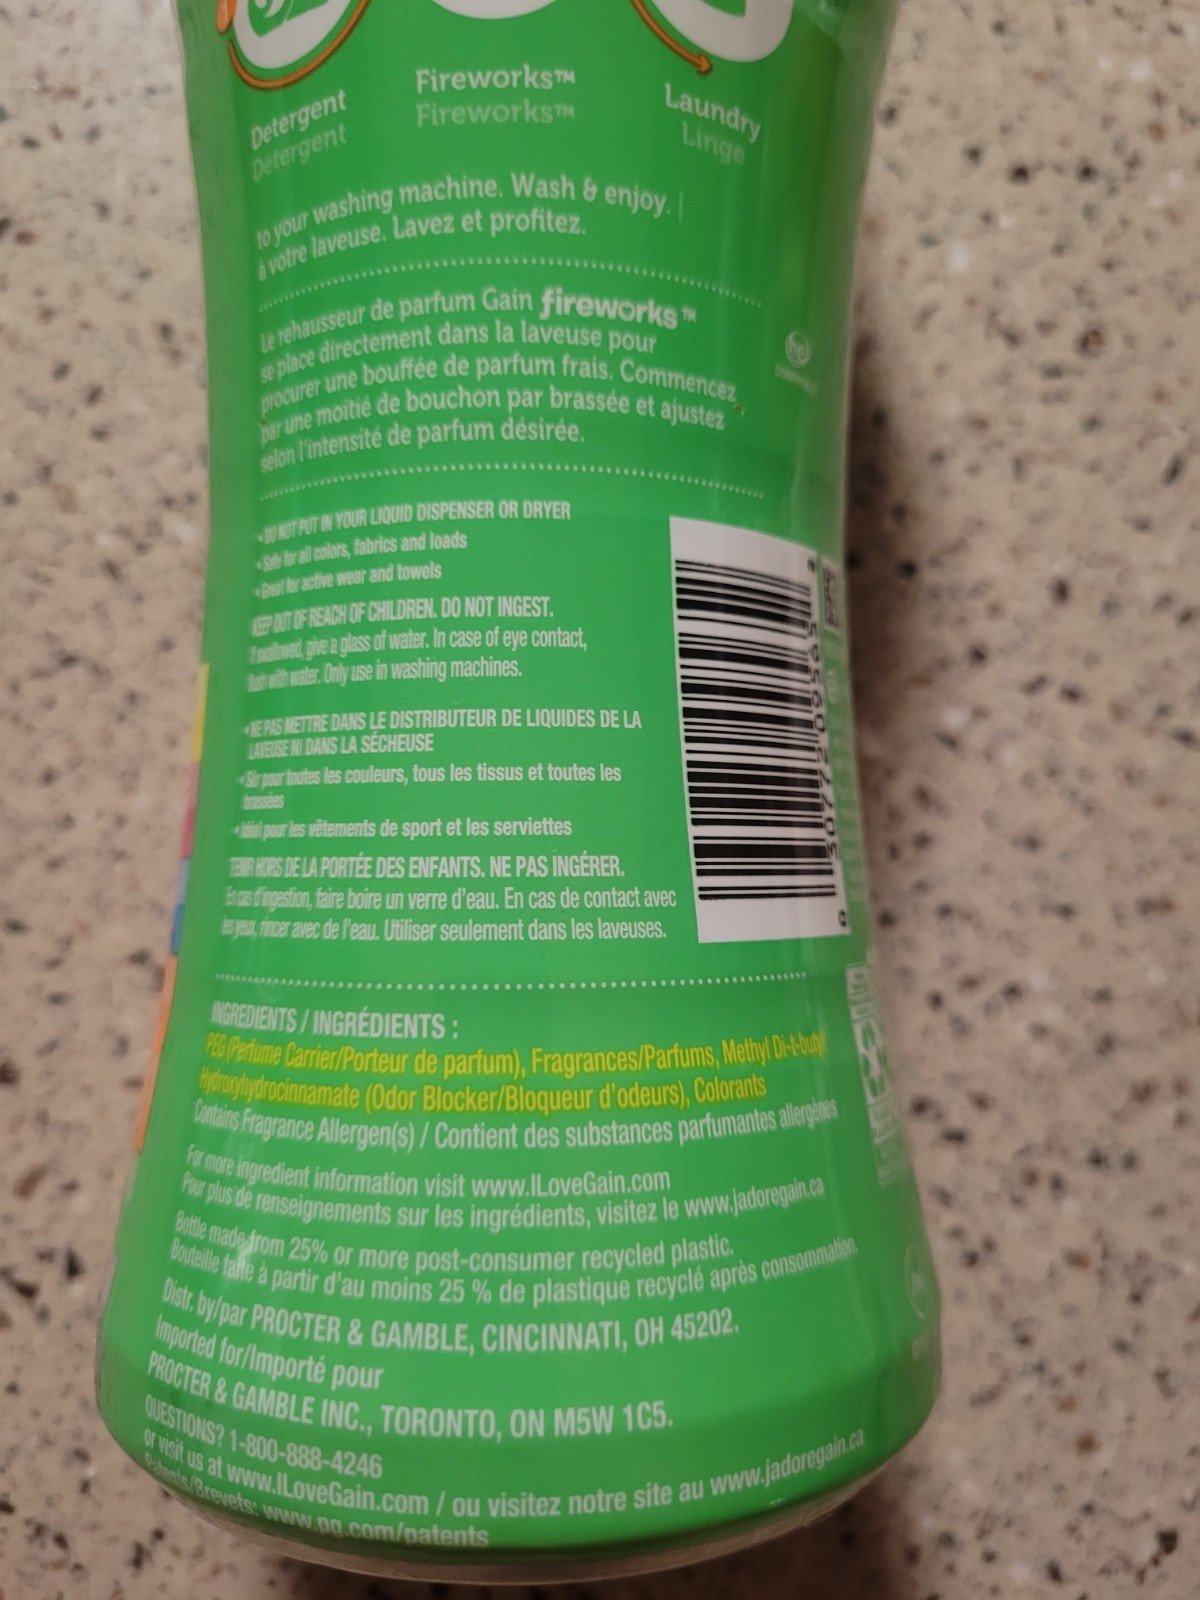 Detergent
Detergent
Fireworks™
Fireworks™
Laundry
Linge
to your washing machine. Wash & enjoy. |
à votre laveuse. Lavez et profitez.
Le rehausseur de parfum Gain fireworks™
se place directement dans la laveuse pour
procurer une bouffée de parfum frais. Commencez
par une moitié de bouchon par brassée et ajustez
selon l'intensité de parfum désirée.
• DO NOT PUT IN YOUR LIQUID DISPENSER OR DRYER
• Safe for all colors, fabrics and loads
• Great for active wear and towels
KEEP OUT OF REACH OF CHILDREN. DO NOT INGEST.
If swallowed, give a glass of water. In case of eye contact,
flush with water. Only use in washing machines.
• NE PAS METTRE DANS LE DISTRIBUTEUR DE LIQUIDES DE LA
LAVEUSE NI DANS LA SÉCHEUSE
• Sûr pour toutes les couleurs, tous les tissus et toutes les
brassées
• Idéal pour les vêtements de sport et les serviettes
TENIR HORS DE LA PORTÉE DES ENFANTS. NE PAS INGÉRER.
En cas d'ingestion, faire boire un verre d'eau. En cas de contact avec
les yeux, rincer avec de l'eau. Utiliser seulement dans les laveuses.
INGREDIENTS / INGRÉDIENTS :
PEG (Perfume Carrier/Porteur de parfum), Fragrances/Parfums, Methyl Di-t-butyl
Hydroxyhydrocinnamate (Odor Blocker/Bloqueur d'odeurs), Colorants
Contains Fragrance Allergen(s) / Contient des substances parfumantes allergènes
For more ingredient information visit www.ILoveGain.com
Pour plus de renseignements sur les ingrédients, visitez le www.jadoregain.ca
Bottle made from 25% or more post-consumer recycled plastic.
Bouteille faite à partir d'au moins 25 % de plastique recyclé après consommation.
Distr. by/par PROCTER & GAMBLE, CINCINNATI, OH 45202.
Imported for/Importé pour
PROCTER & GAMBLE INC., TORONTO, ON M5W 1C5.
QUESTIONS? 1-800-888-4246
or visit us at www.ILoveGain.com / ou visitez notre site au www.jadoregain.ca
Patents/Brevets: www.pg.com/patents